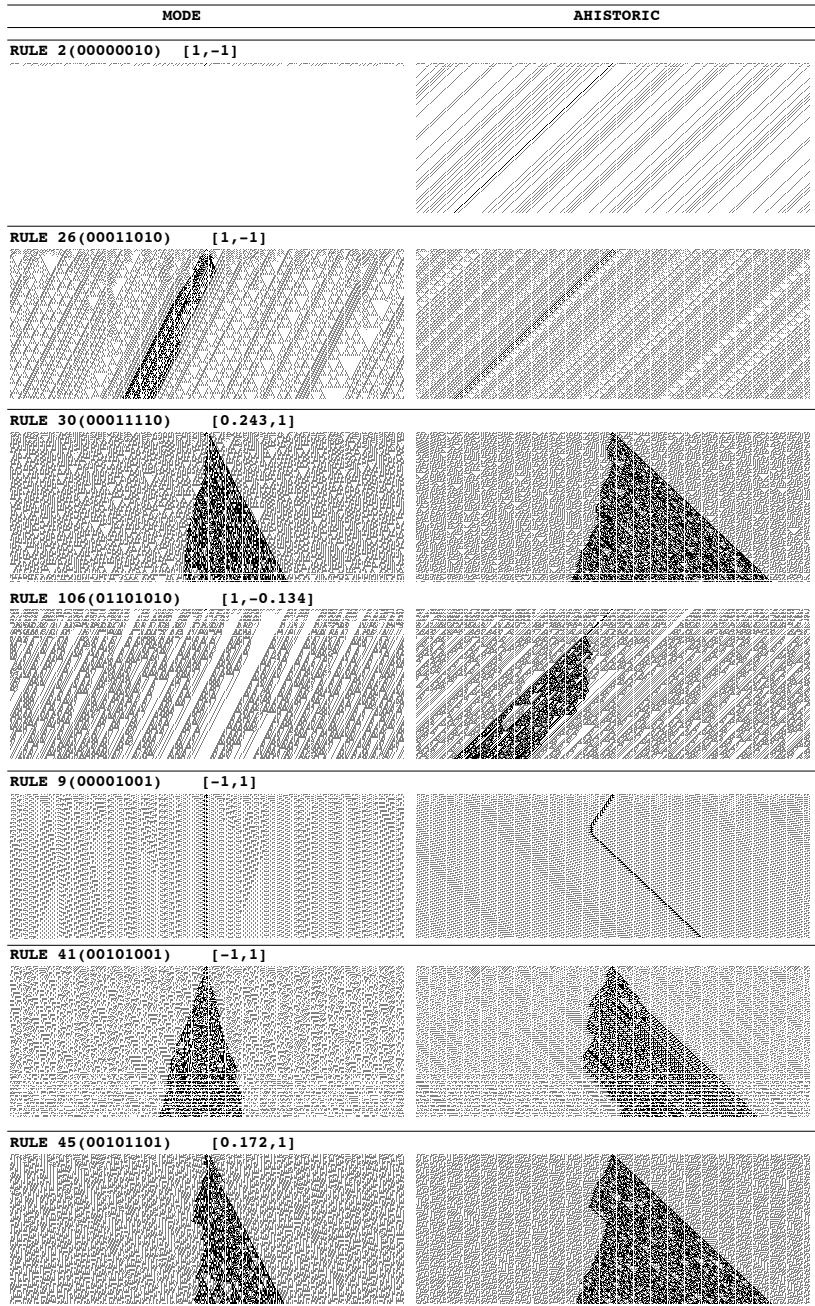 MODE AHISTORIC
RULE 2(00000010) [1,-1]
RULE 26(00011010) [1,-1]
RULE 30(00011110) [0.243,1]
RULE 106(01101010) [1,-0.134]
RULE 9(00001001) [-1,1]
RULE 41(00101001) [-1,1]
RULE 45(00101101) [0.172,1]